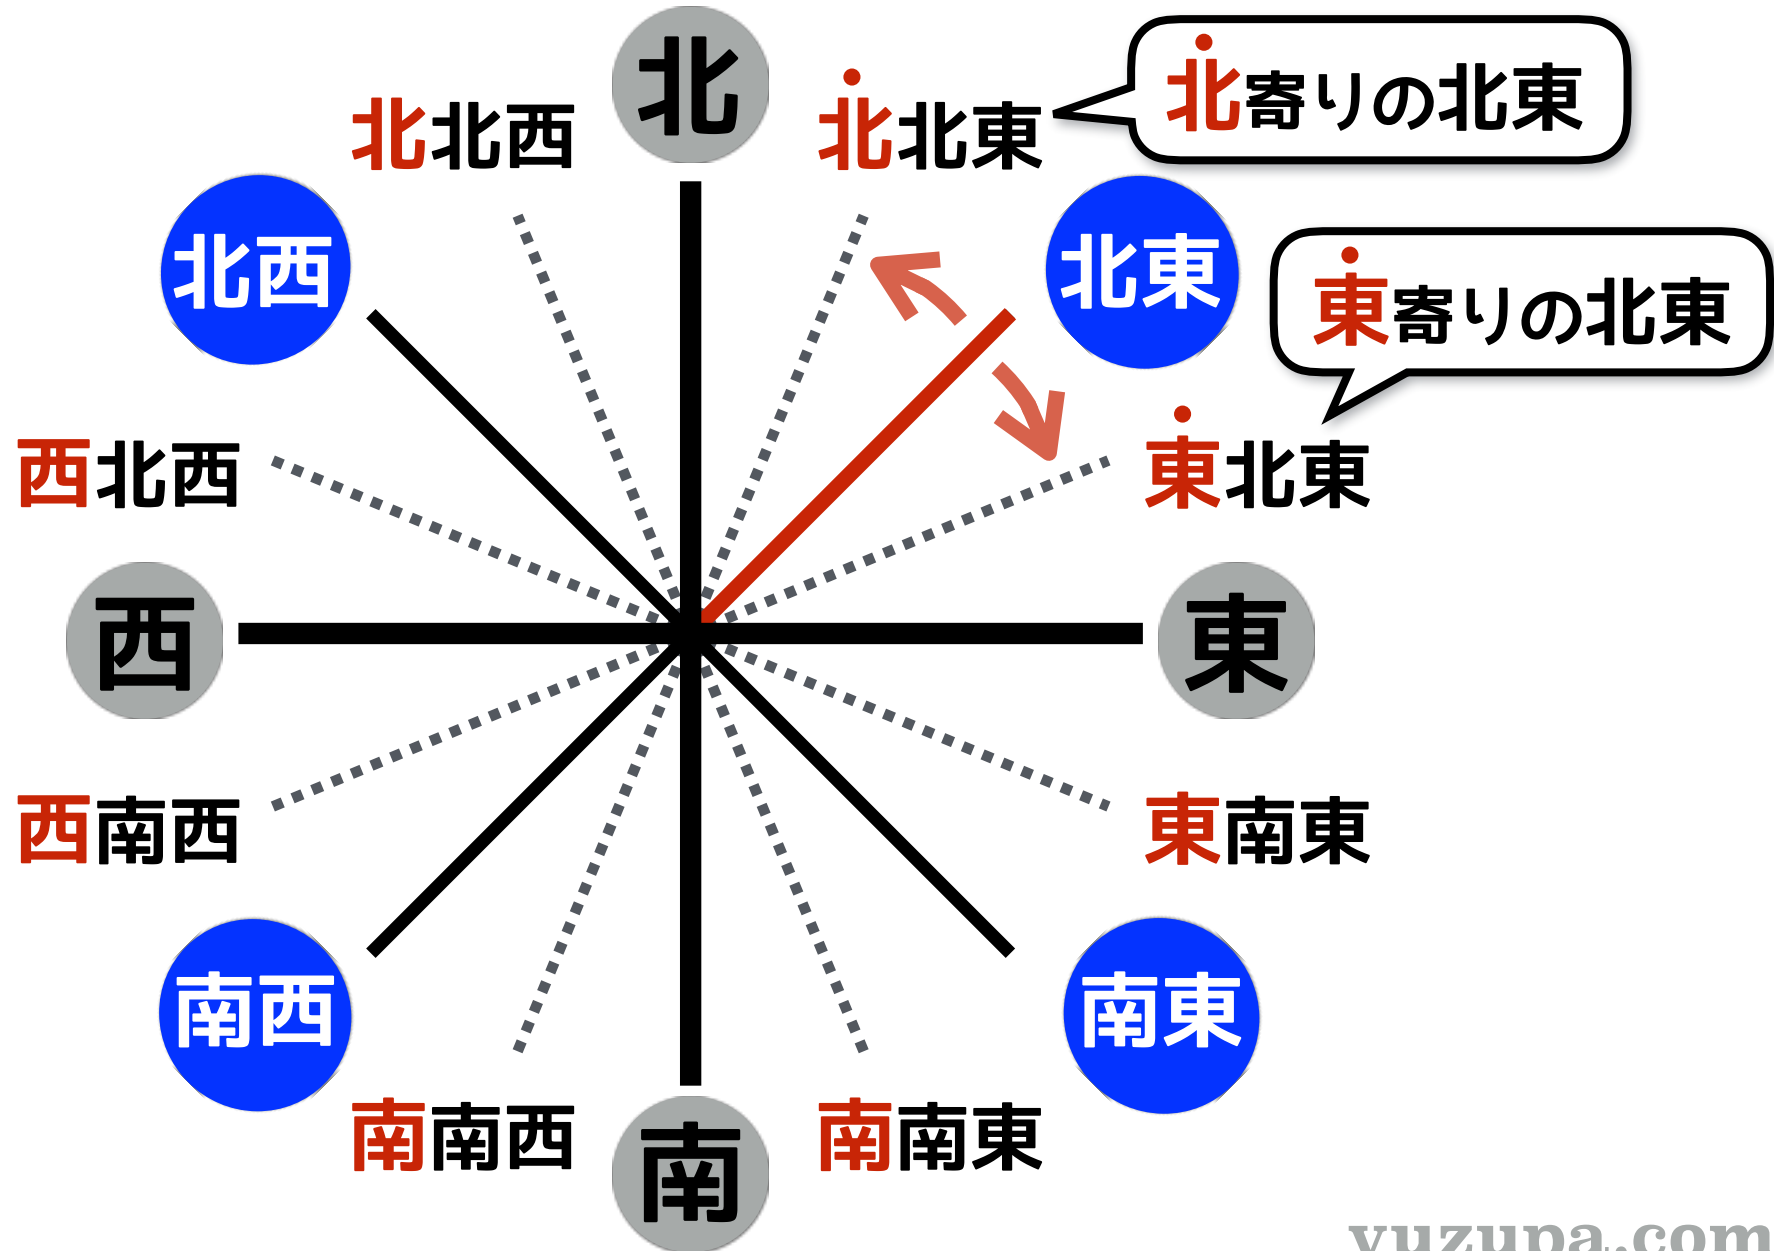 北
北寄りの北東
北北西
北北東
北西
北東
東寄りの北東
西北西
東北東
西
東
西南西
東南東
南西
南東
南南西
南南東
南
yuzupa.com